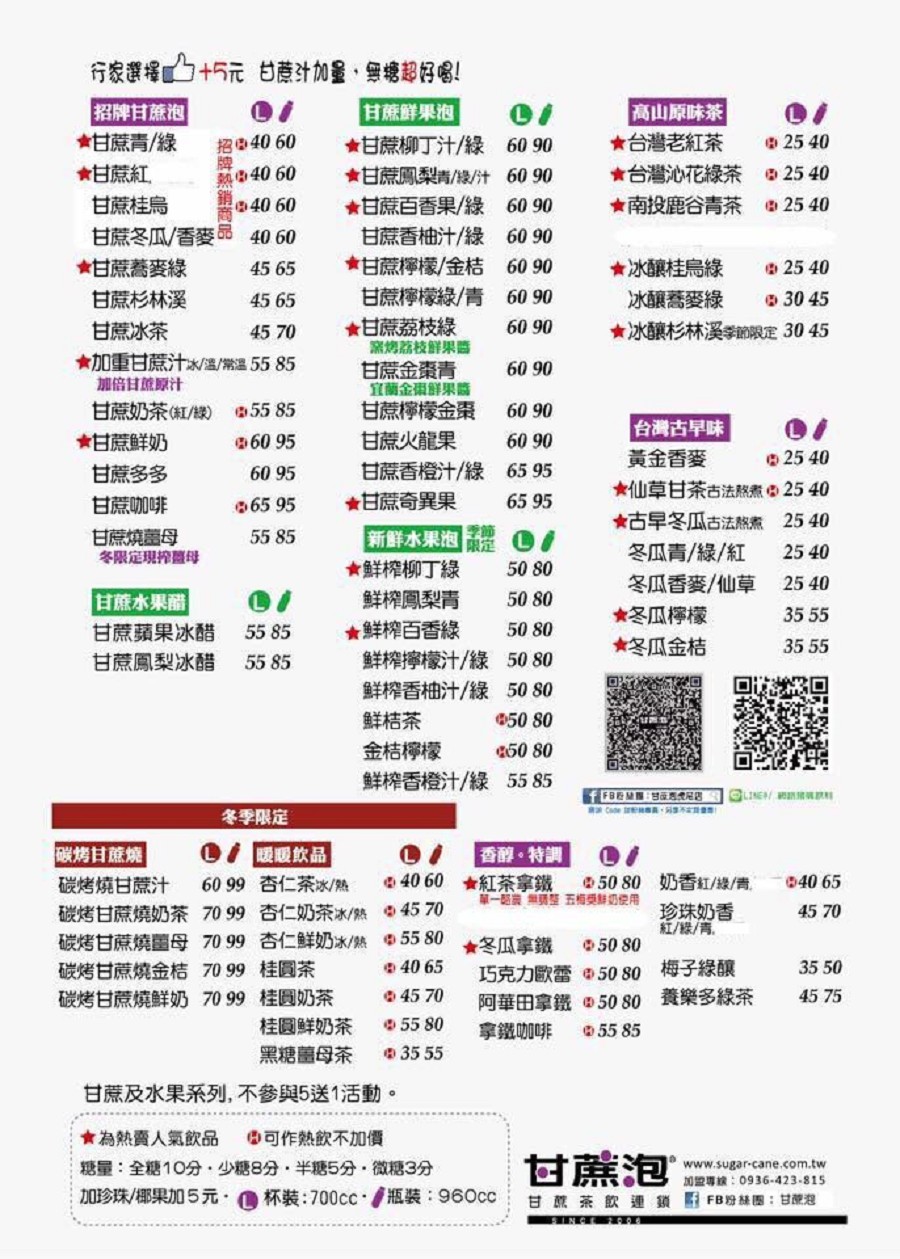 行家選擇 +5元 甘蔗汁加量，無糖超好喝!
招牌甘蔗泡 L
甘蔗青/綠 H 40 60
甘蔗紅 H 40 60
甘蔗桂烏 H 40 60
甘蔗冬瓜/香麥 40 60
招牌熱銷商品
甘蔗蕎麥綠 45 65
甘蔗杉林溪 45 65
甘蔗冰茶 45 70
加重甘蔗汁冰/溫/常溫 55 85
加倍甘蔗原汁
甘蔗奶茶(紅/綠) H 55 85
甘蔗鮮奶 H 60 95
甘蔗多多 60 95
甘蔗咖啡 H 65 95
甘蔗燒薑母 55 85
冬限定現榨薑母
甘蔗水果醋 L
甘蔗蘋果冰醋 55 85
甘蔗鳳梨冰醋 55 85
甘蔗鮮果泡 L
甘蔗柳丁汁/綠 60 90
甘蔗鳳梨青/綠/汁 60 90
甘蔗百香果/綠 60 90
甘蔗香柚汁/綠 60 90
甘蔗檸檬/金桔 60 90
甘蔗檸檬綠/青 60 90
甘蔗荔枝綠 60 90
窯烤荔枝鮮果醬
甘蔗金棗青 60 90
宜蘭金棗鮮果醬
甘蔗檸檬金棗 60 90
甘蔗火龍果 60 90
甘蔗香橙汁/綠 65 95
甘蔗奇異果 65 95
新鮮水果泡 季節限定 L
鮮榨柳丁綠 50 80
鮮榨鳳梨青 50 80
鮮榨百香綠 50 80
鮮榨檸檬汁/綠 50 80
鮮榨香柚汁/綠 50 80
鮮桔茶 H 50 80
金桔檸檬 H 50 80
鮮榨香橙汁/綠 55 85
高山原味茶 L
台灣老紅茶 H 25 40
台灣沁花綠茶 H 25 40
南投鹿谷青茶 H 25 40
冰釀桂烏綠 H 25 40
冰釀蕎麥綠 H 30 45
冰釀杉林溪季節限定 30 45
台灣古早味 L
黃金香麥 H 25 40
仙草甘茶古法熬煮 H 25 40
古早冬瓜古法熬煮 25 40
冬瓜青/綠/紅 25 40
冬瓜香麥/仙草 25 40
冬瓜檸檬 35 55
冬瓜金桔 35 55
FB粉絲團：甘蔗泡虎尾店
冬季限定
碳烤甘蔗燒 L
碳烤燒甘蔗汁 60 99
碳烤甘蔗燒奶茶 70 99
碳烤甘蔗燒薑母 70 99
碳烤甘蔗燒金桔 70 99
碳烤甘蔗燒鮮奶 70 99
暖暖飲品 L
杏仁茶冰/熱 H 40 60
杏仁奶茶冰/熱 H 45 70
杏仁鮮奶冰/熱 H 55 80
桂圓茶 H 40 65
桂圓奶茶 H 45 70
桂圓鮮奶茶 H 55 80
黑糖薑母茶 H 35 55
香醇。特調 L
紅茶拿鐵 H 50 80
冬瓜拿鐵 H 50 80
巧克力歐蕾 H 50 80
阿華田拿鐵 H 50 80
拿鐵咖啡 H 55 85
奶香紅/綠/青 H 40 65
珍珠奶香 45 70
紅/綠/青
梅子綠釀 35 50
養樂多綠茶 45 75
甘蔗及水果系列, 不參與5送1活動。
為熱賣人氣飲品 H 可作熱飲不加價
糖量：全糖10分．少糖8分．半糖5分．微糖3分
加珍珠/椰果加5元． L 杯裝：700cc． 瓶裝：960cc
甘蔗泡
甘蔗茶飲連鎖
SINCE 2006
www.sugar-cane.com.tw
加盟專線：0936-423-815
FB粉絲團：甘蔗泡